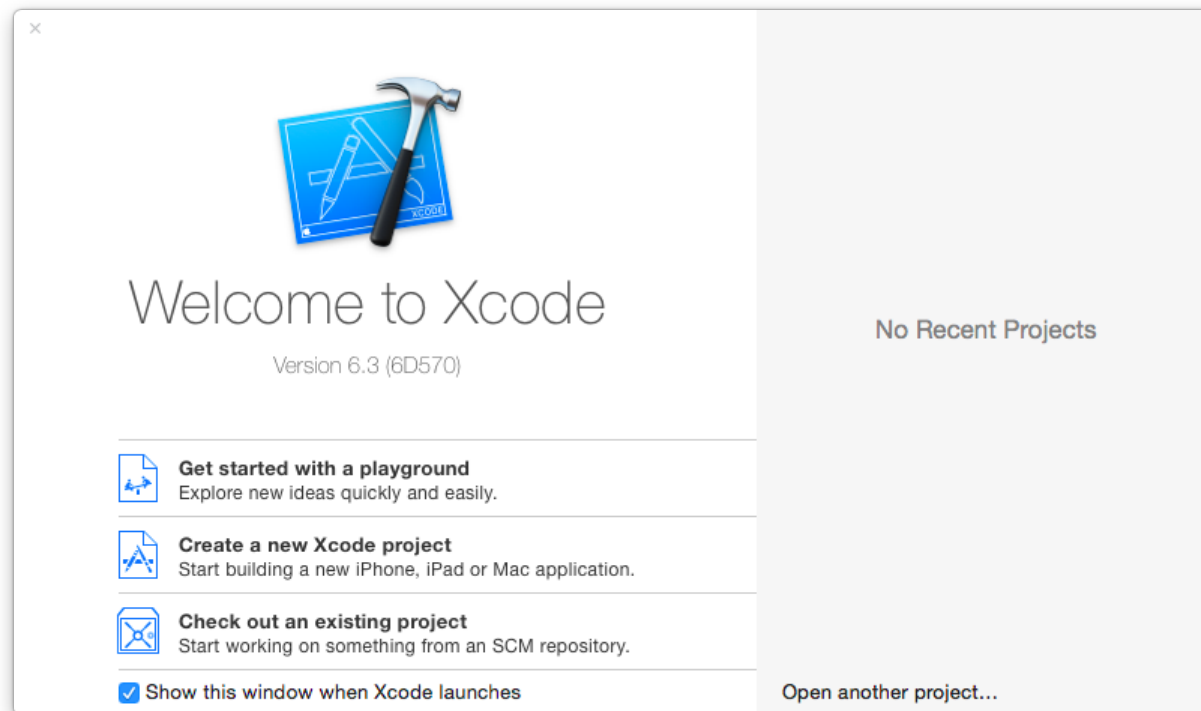 XCODE
Welcome to Xcode
Version 6.3 (6D570)
No Recent Projects
Get started with a playground
Explore new ideas quickly and easily.
Create a new Xcode project
Start building a new iPhone, iPad or Mac application.
Check out an existing project
Start working on something from an SCM repository.
Show this window when Xcode launches
Open another project...